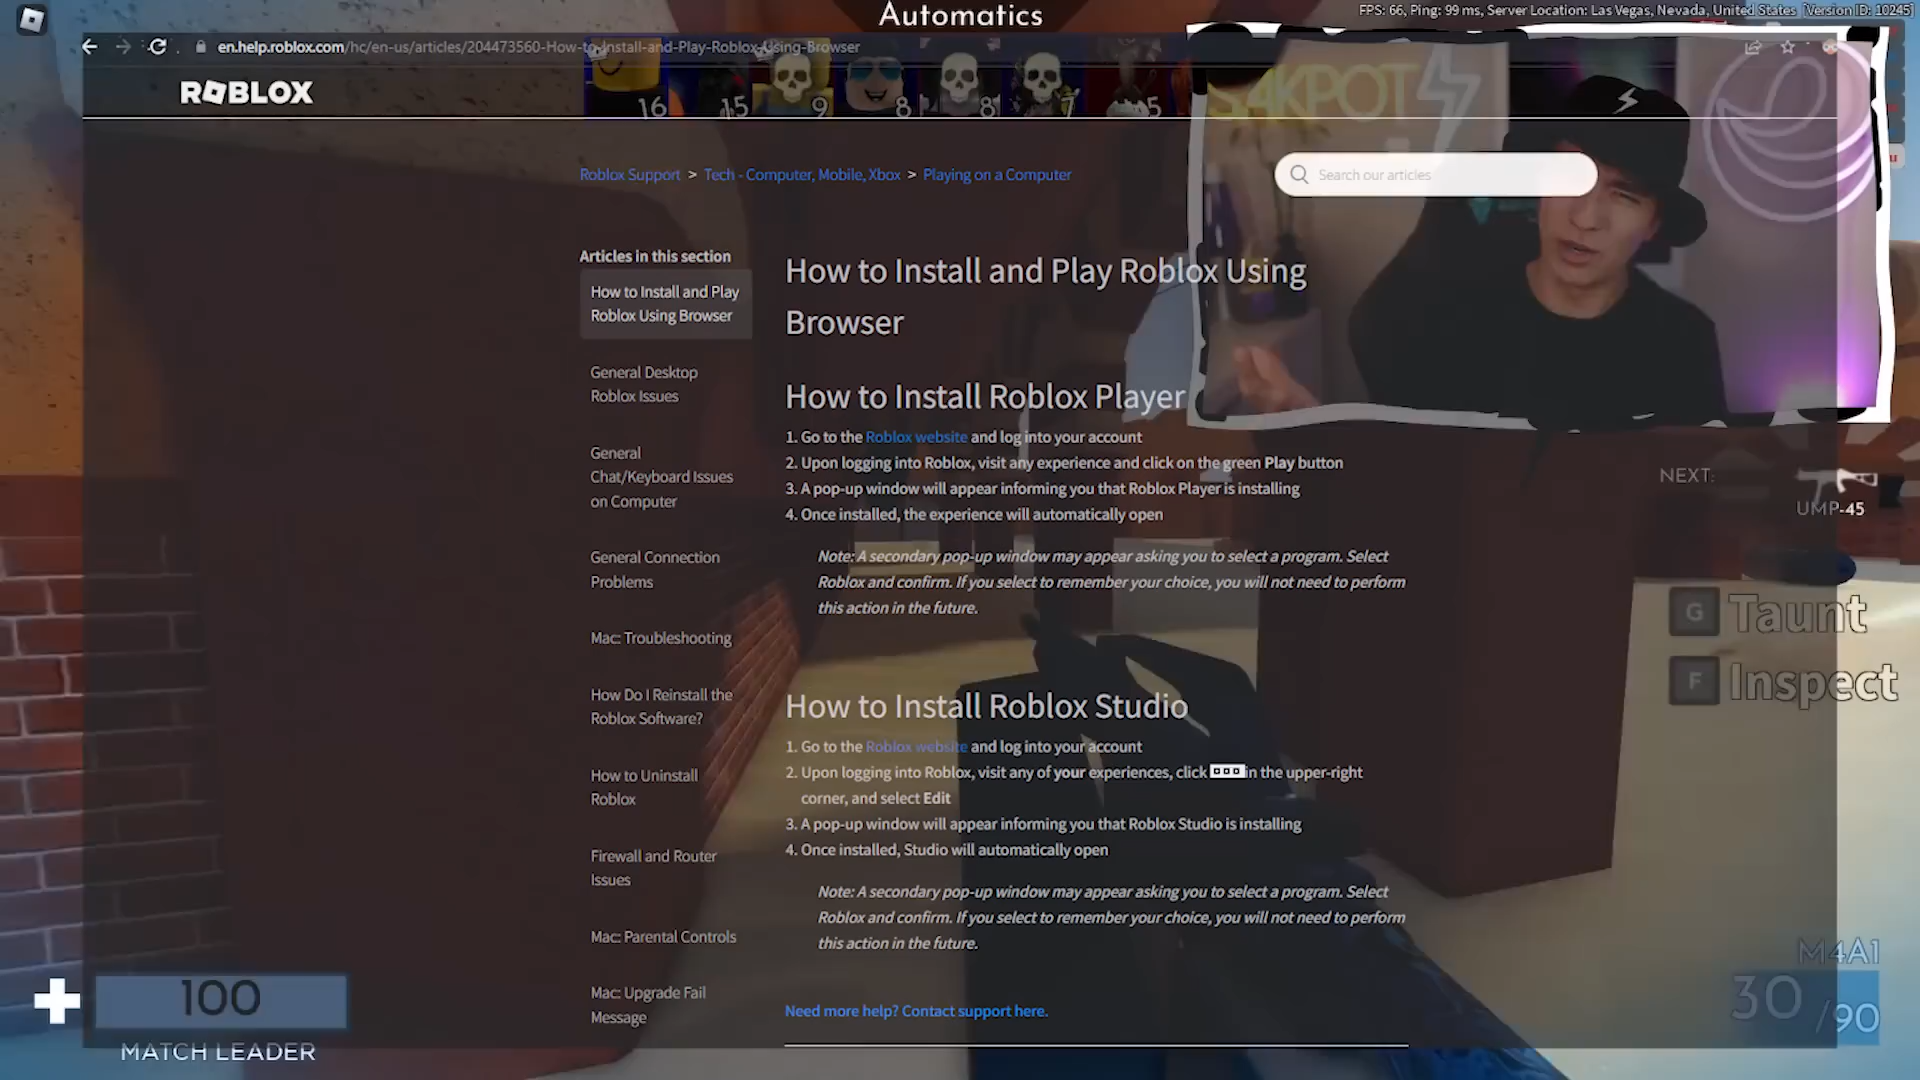 Automatics
FPS: 66, Ping: 99 ms, Server Location: Las Vegas, Nevada, United States [Version ID: 10245]
en.help.roblox.com/hc/en-us/articles/204473560-How-to-Install-and-Play-Roblox-Using-Browser
ROBLOX
16 15 9 8 8 7 5
S4KPOT
Roblox Support > Tech - Computer, Mobile, Xbox > Playing on a Computer
Search our articles
Articles in this section
How to Install and Play
Roblox Using Browser
General Desktop
Roblox Issues
General
Chat/Keyboard Issues
on Computer
General Connection
Problems
Mac: Troubleshooting
How Do I Reinstall the
Roblox Software?
How to Uninstall
Roblox
Firewall and Router
Issues
Mac: Parental Controls
Mac: Upgrade Fail
Message
How to Install and Play Roblox Using
Browser
How to Install Roblox Player
1. Go to the Roblox website and log into your account
2. Upon logging into Roblox, visit any experience and click on the green Play button
3. A pop-up window will appear informing you that Roblox Player is installing
4. Once installed, the experience will automatically open
Note: A secondary pop-up window may appear asking you to select a program. Select
Roblox and confirm. If you select to remember your choice, you will not need to perform
this action in the future.
How to Install Roblox Studio
1. Go to the Roblox website and log into your account
2. Upon logging into Roblox, visit any of your experiences, click in the upper-right
corner, and select Edit
3. A pop-up window will appear informing you that Roblox Studio is installing
4. Once installed, Studio will automatically open
Note: A secondary pop-up window may appear asking you to select a program. Select
Roblox and confirm. If you select to remember your choice, you will not need to perform
this action in the future.
Need more help? Contact support here.
NEXT:
UMP-45
G Taunt
F Inspect
M4A1
30 /90
100
MATCH LEADER